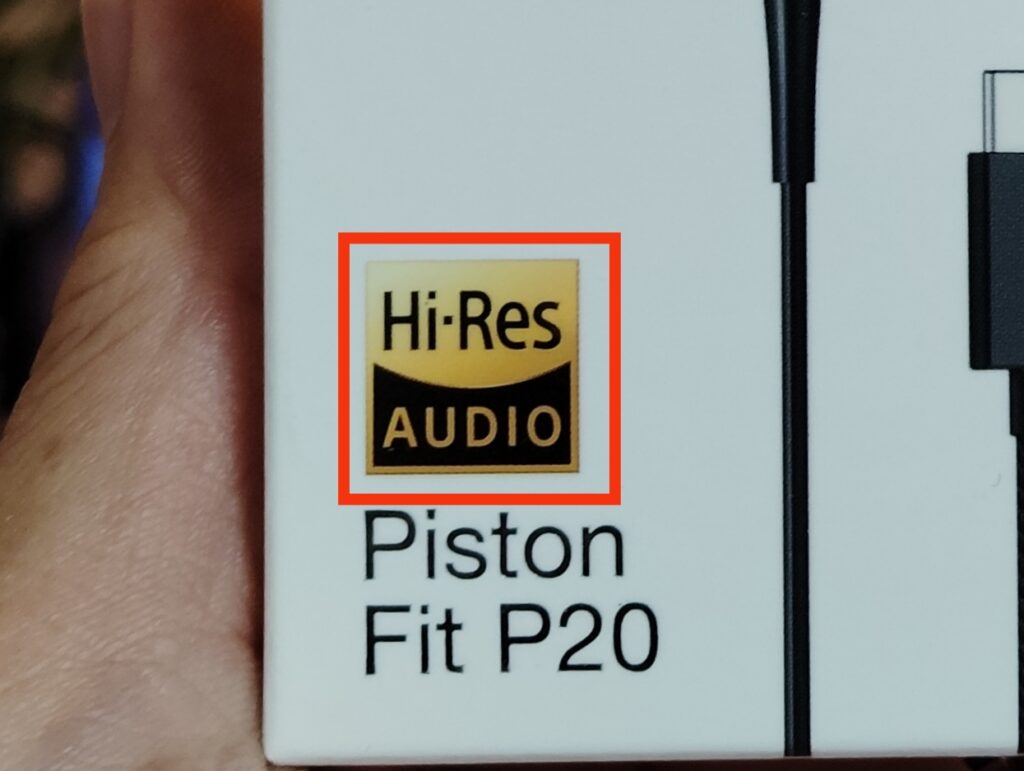 Hi-Res
AUDIO
Piston
Fit P20